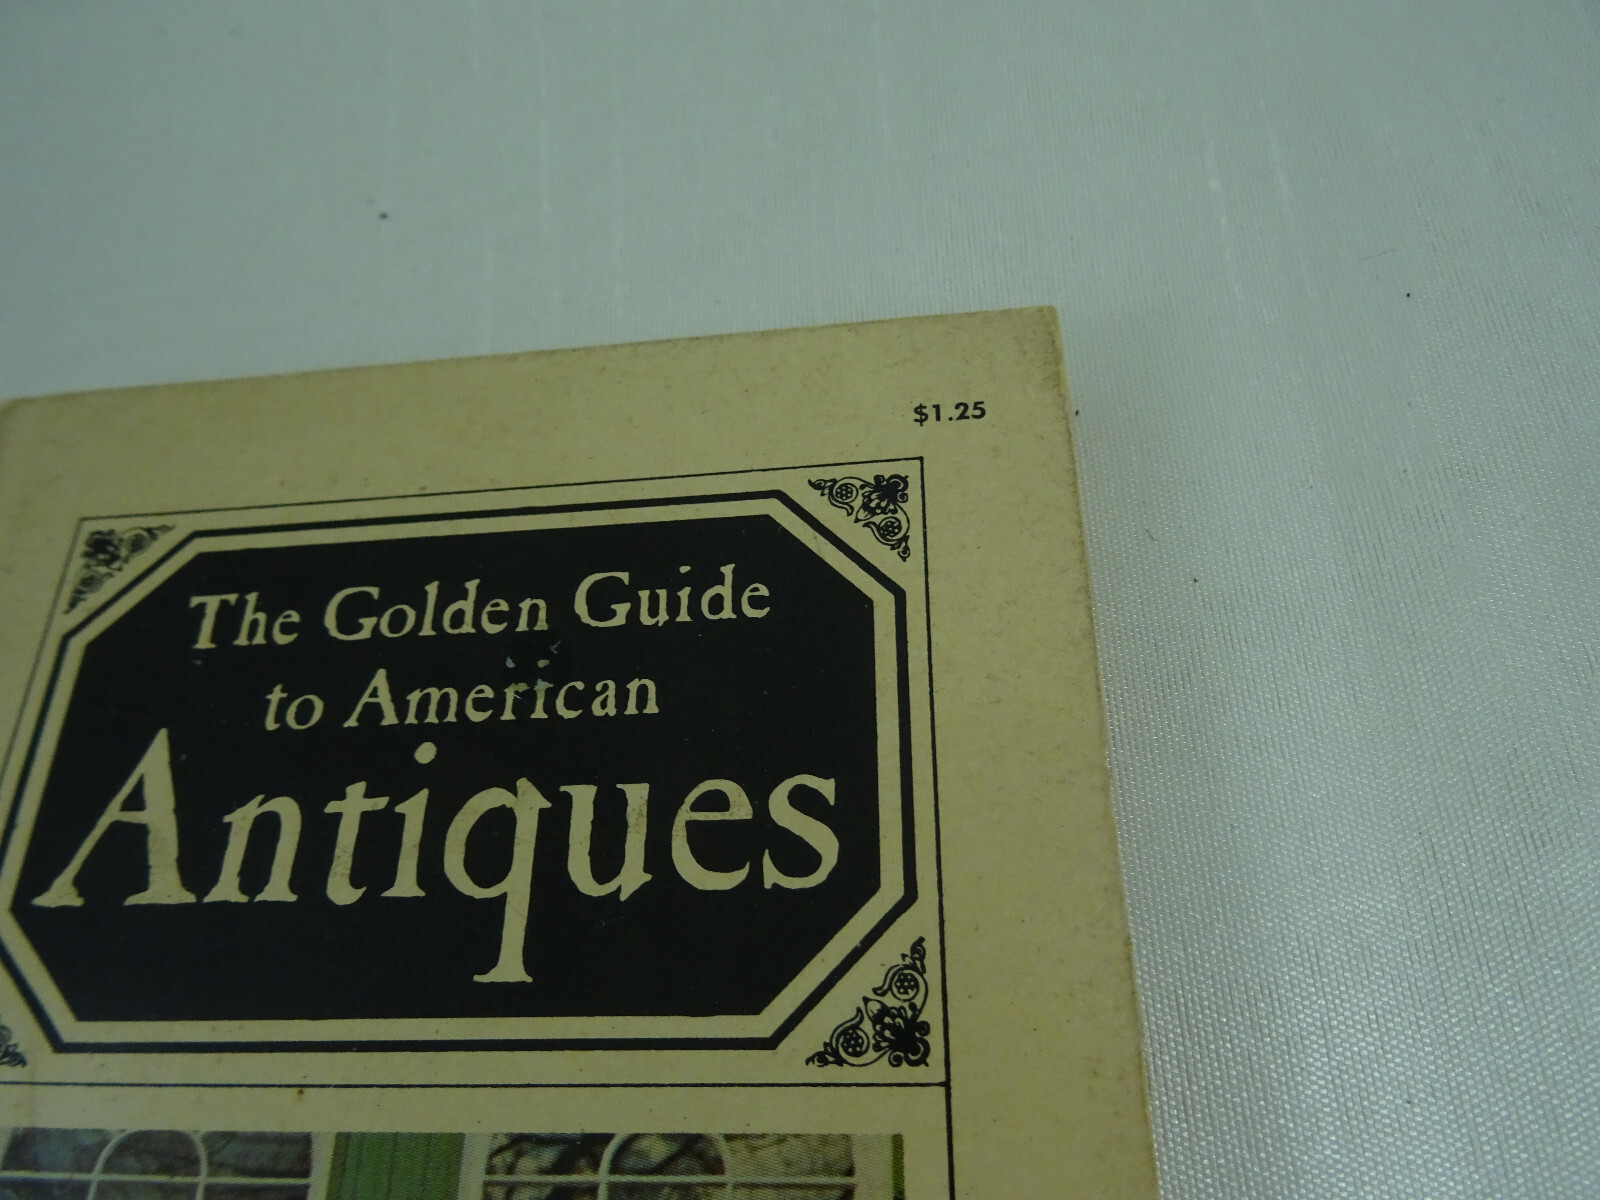 $1.25
The Golden Guide
to American
Antiques